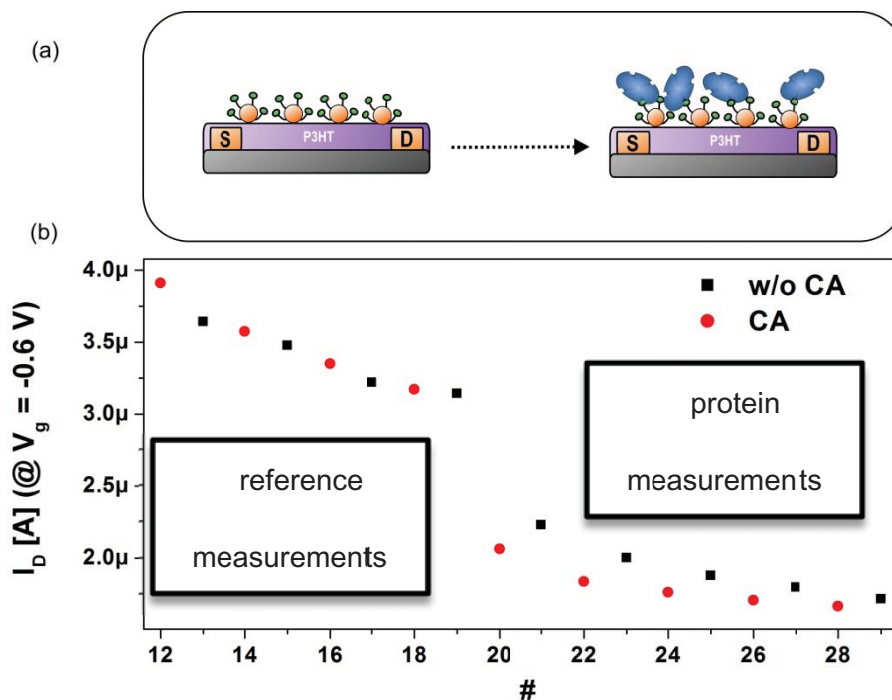 (a)
S P3HT D
S P3HT D
(b)
4.0µ
3.5µ
3.0µ
2.5µ
2.0µ
I_D [A] (@ V_g = -0.6 V)
w/o CA
CA
protein
measurements
reference
measurements
12 14 16 18 20 22 24 26 28
#